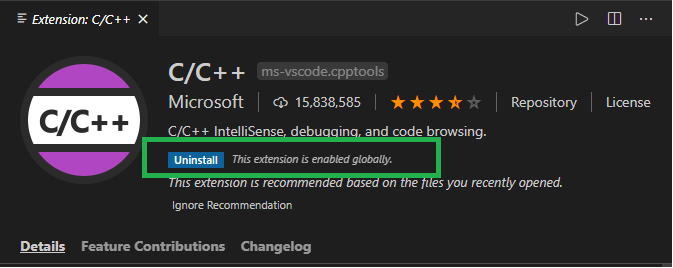 Extension: C/C++
C/C++ ms-vscode.cpptools
Microsoft 15,838,585 Repository License
C/C++
C/C++ IntelliSense, debugging, and code browsing.
Uninstall This extension is enabled globally.
This extension is recommended based on the files you recently opened.
Ignore Recommendation
Details Feature Contributions Changelog